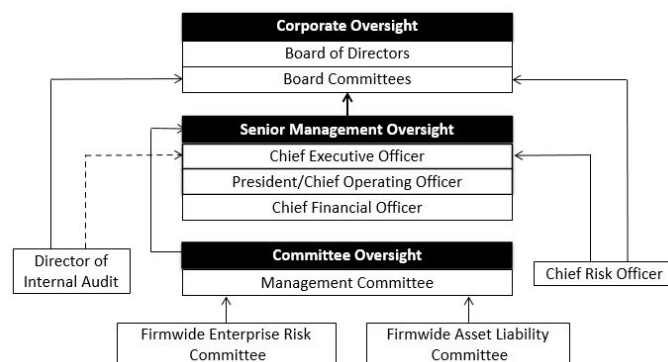 Corporate Oversight
Board of Directors
Board Committees
Senior Management Oversight
Chief Executive Officer
President/Chief Operating Officer
Chief Financial Officer
Director of
Internal Audit
Committee Oversight
Management Committee
Chief Risk Officer
Firmwide Enterprise Risk
Committee
Firmwide Asset Liability
Committee